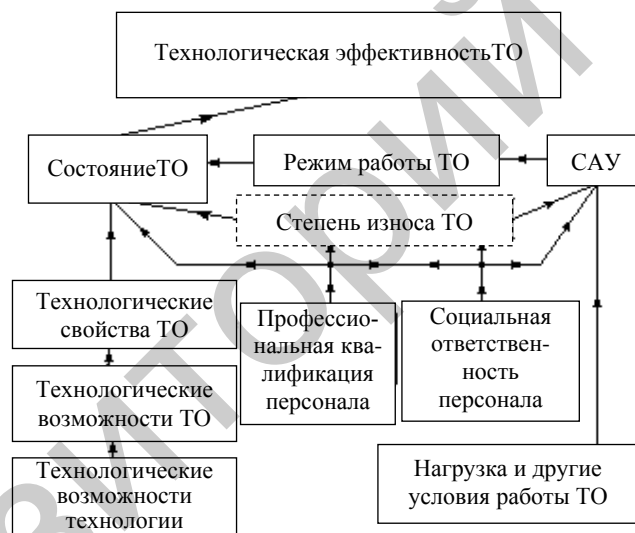 Технологическая эффективностьТО
СостояниеТО
Режим работы ТО
САУ
Степень износа ТО
Технологические
свойства ТО
Профессио-
нальная ква-
лификация
персонала
Социальная
ответствен-
ность
персонала
Технологические
возможности ТО
Технологические
возможности
технологии
Нагрузка и другие
условия работы ТО